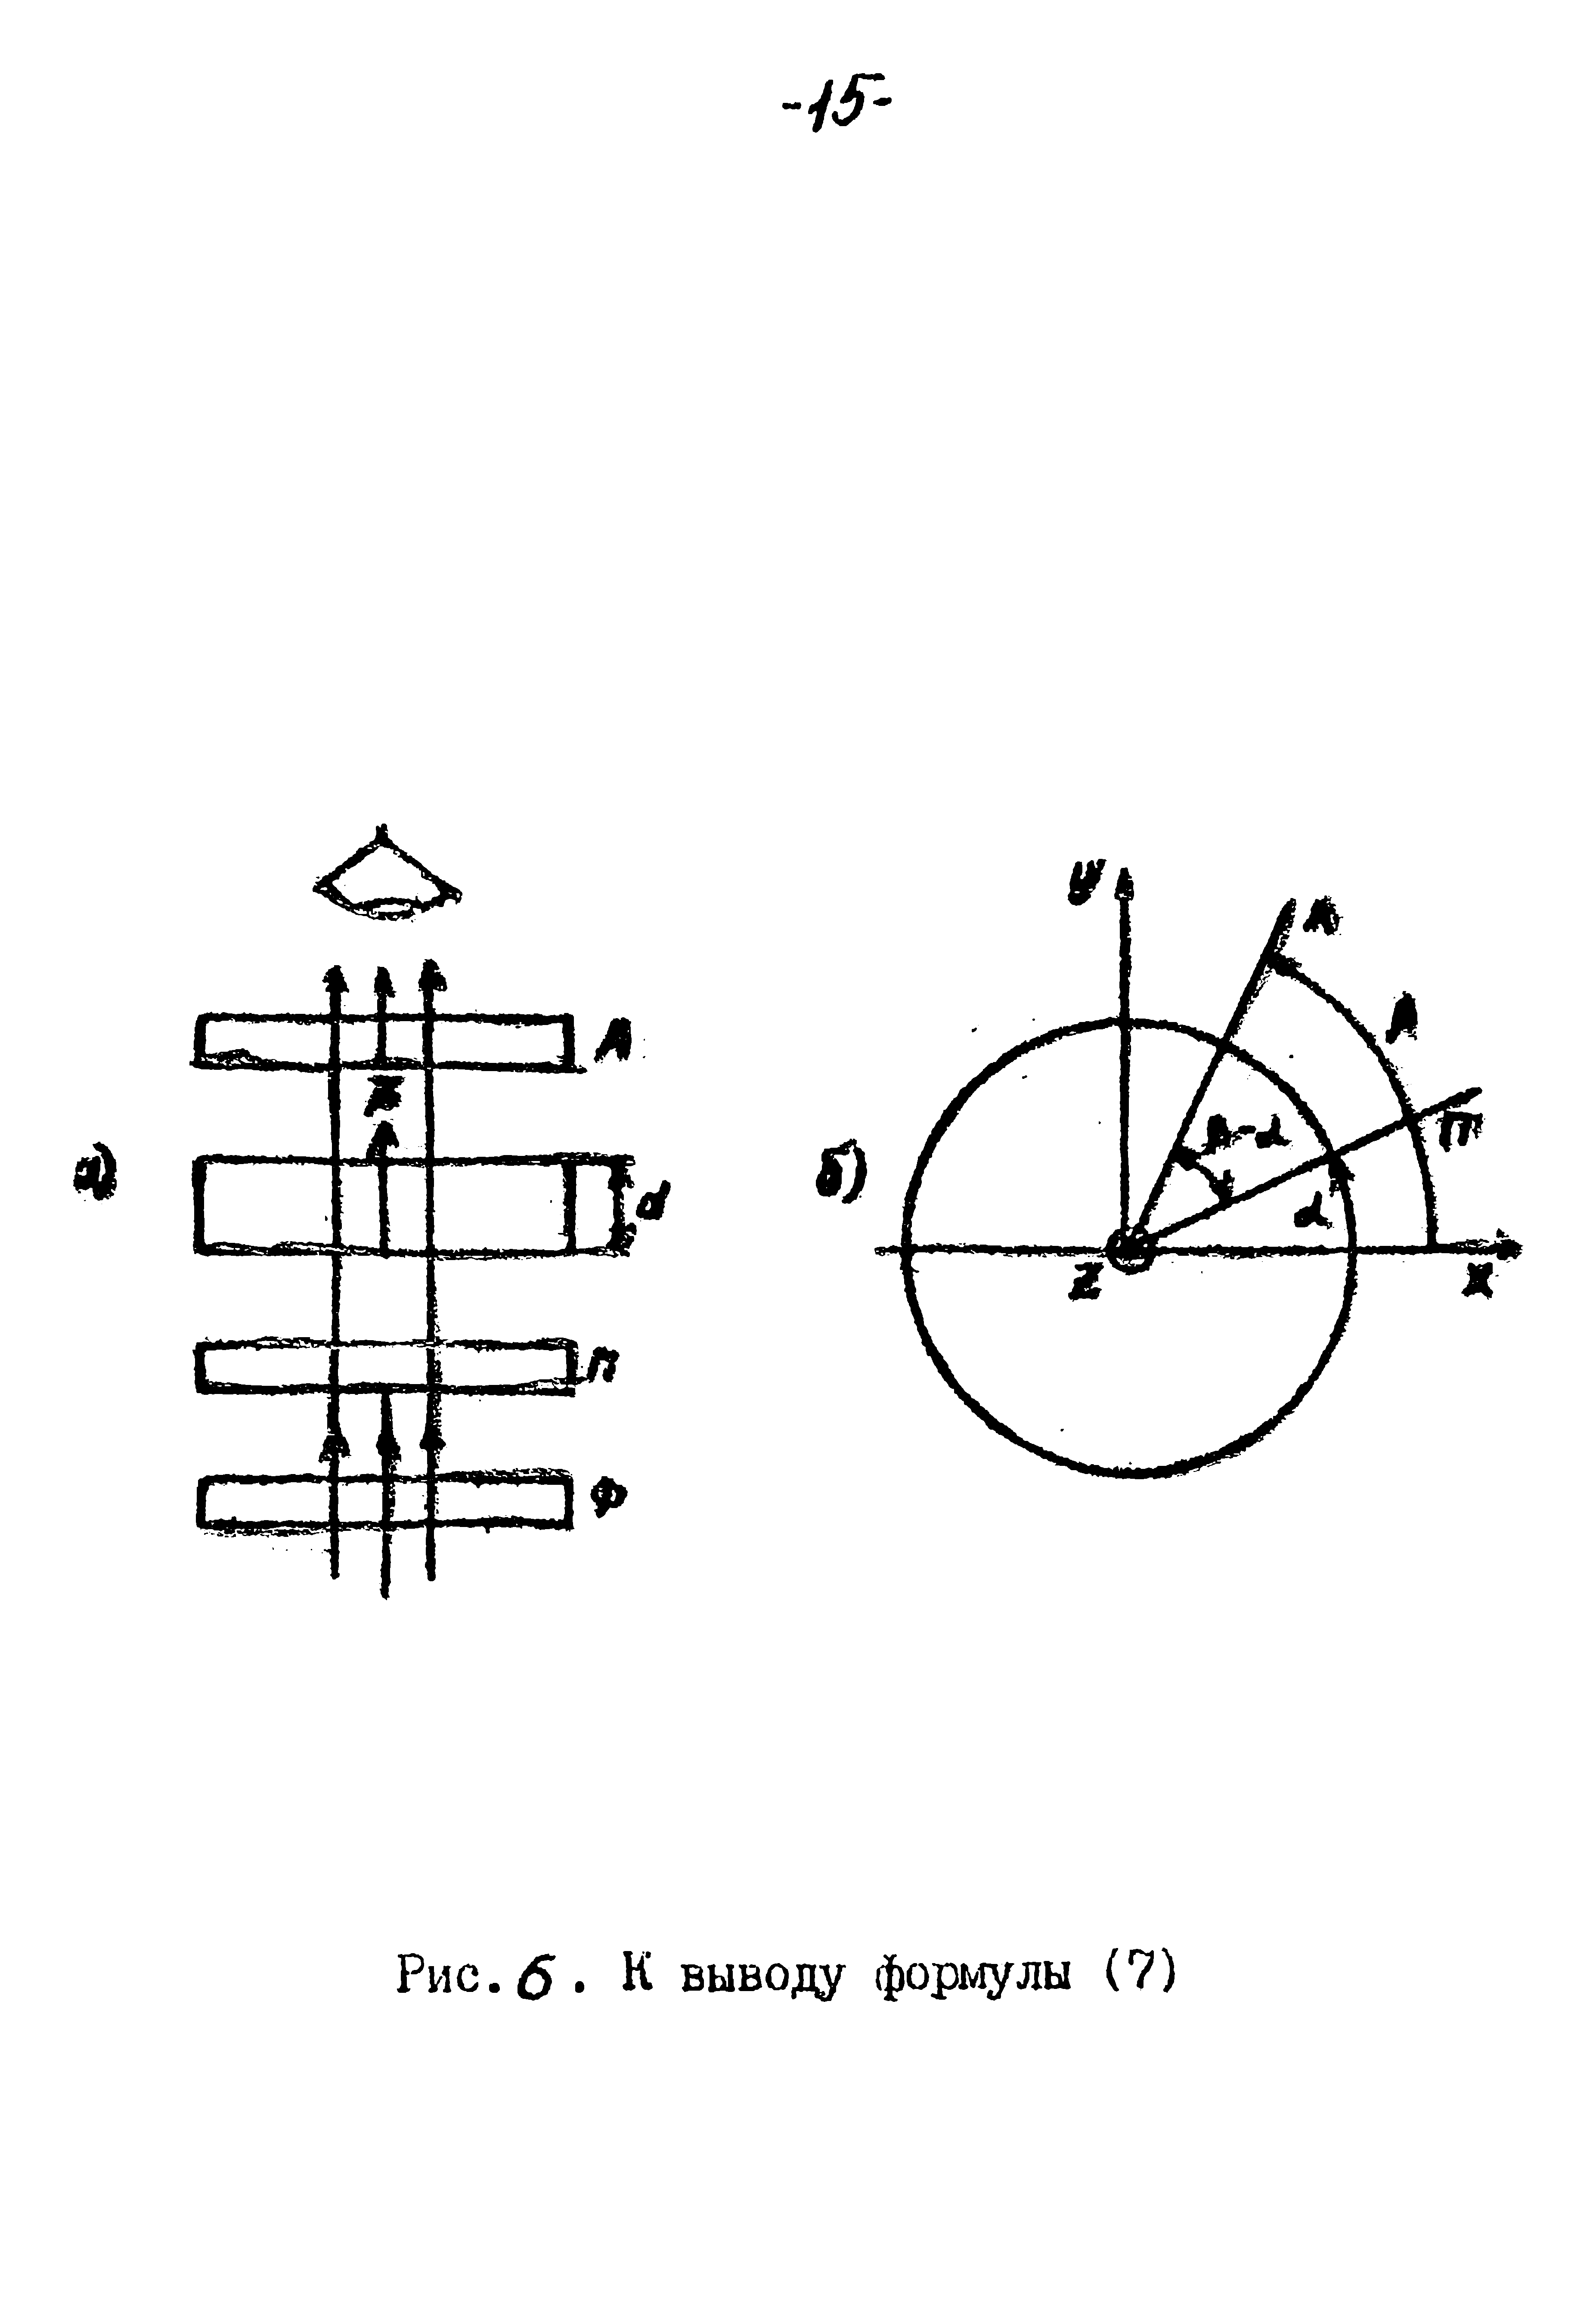 -15-
а)
A
z
d
П
Ф
б)
y
A
A
A-α
П
α
z
x
Рис.6. К выводу формулы (7)